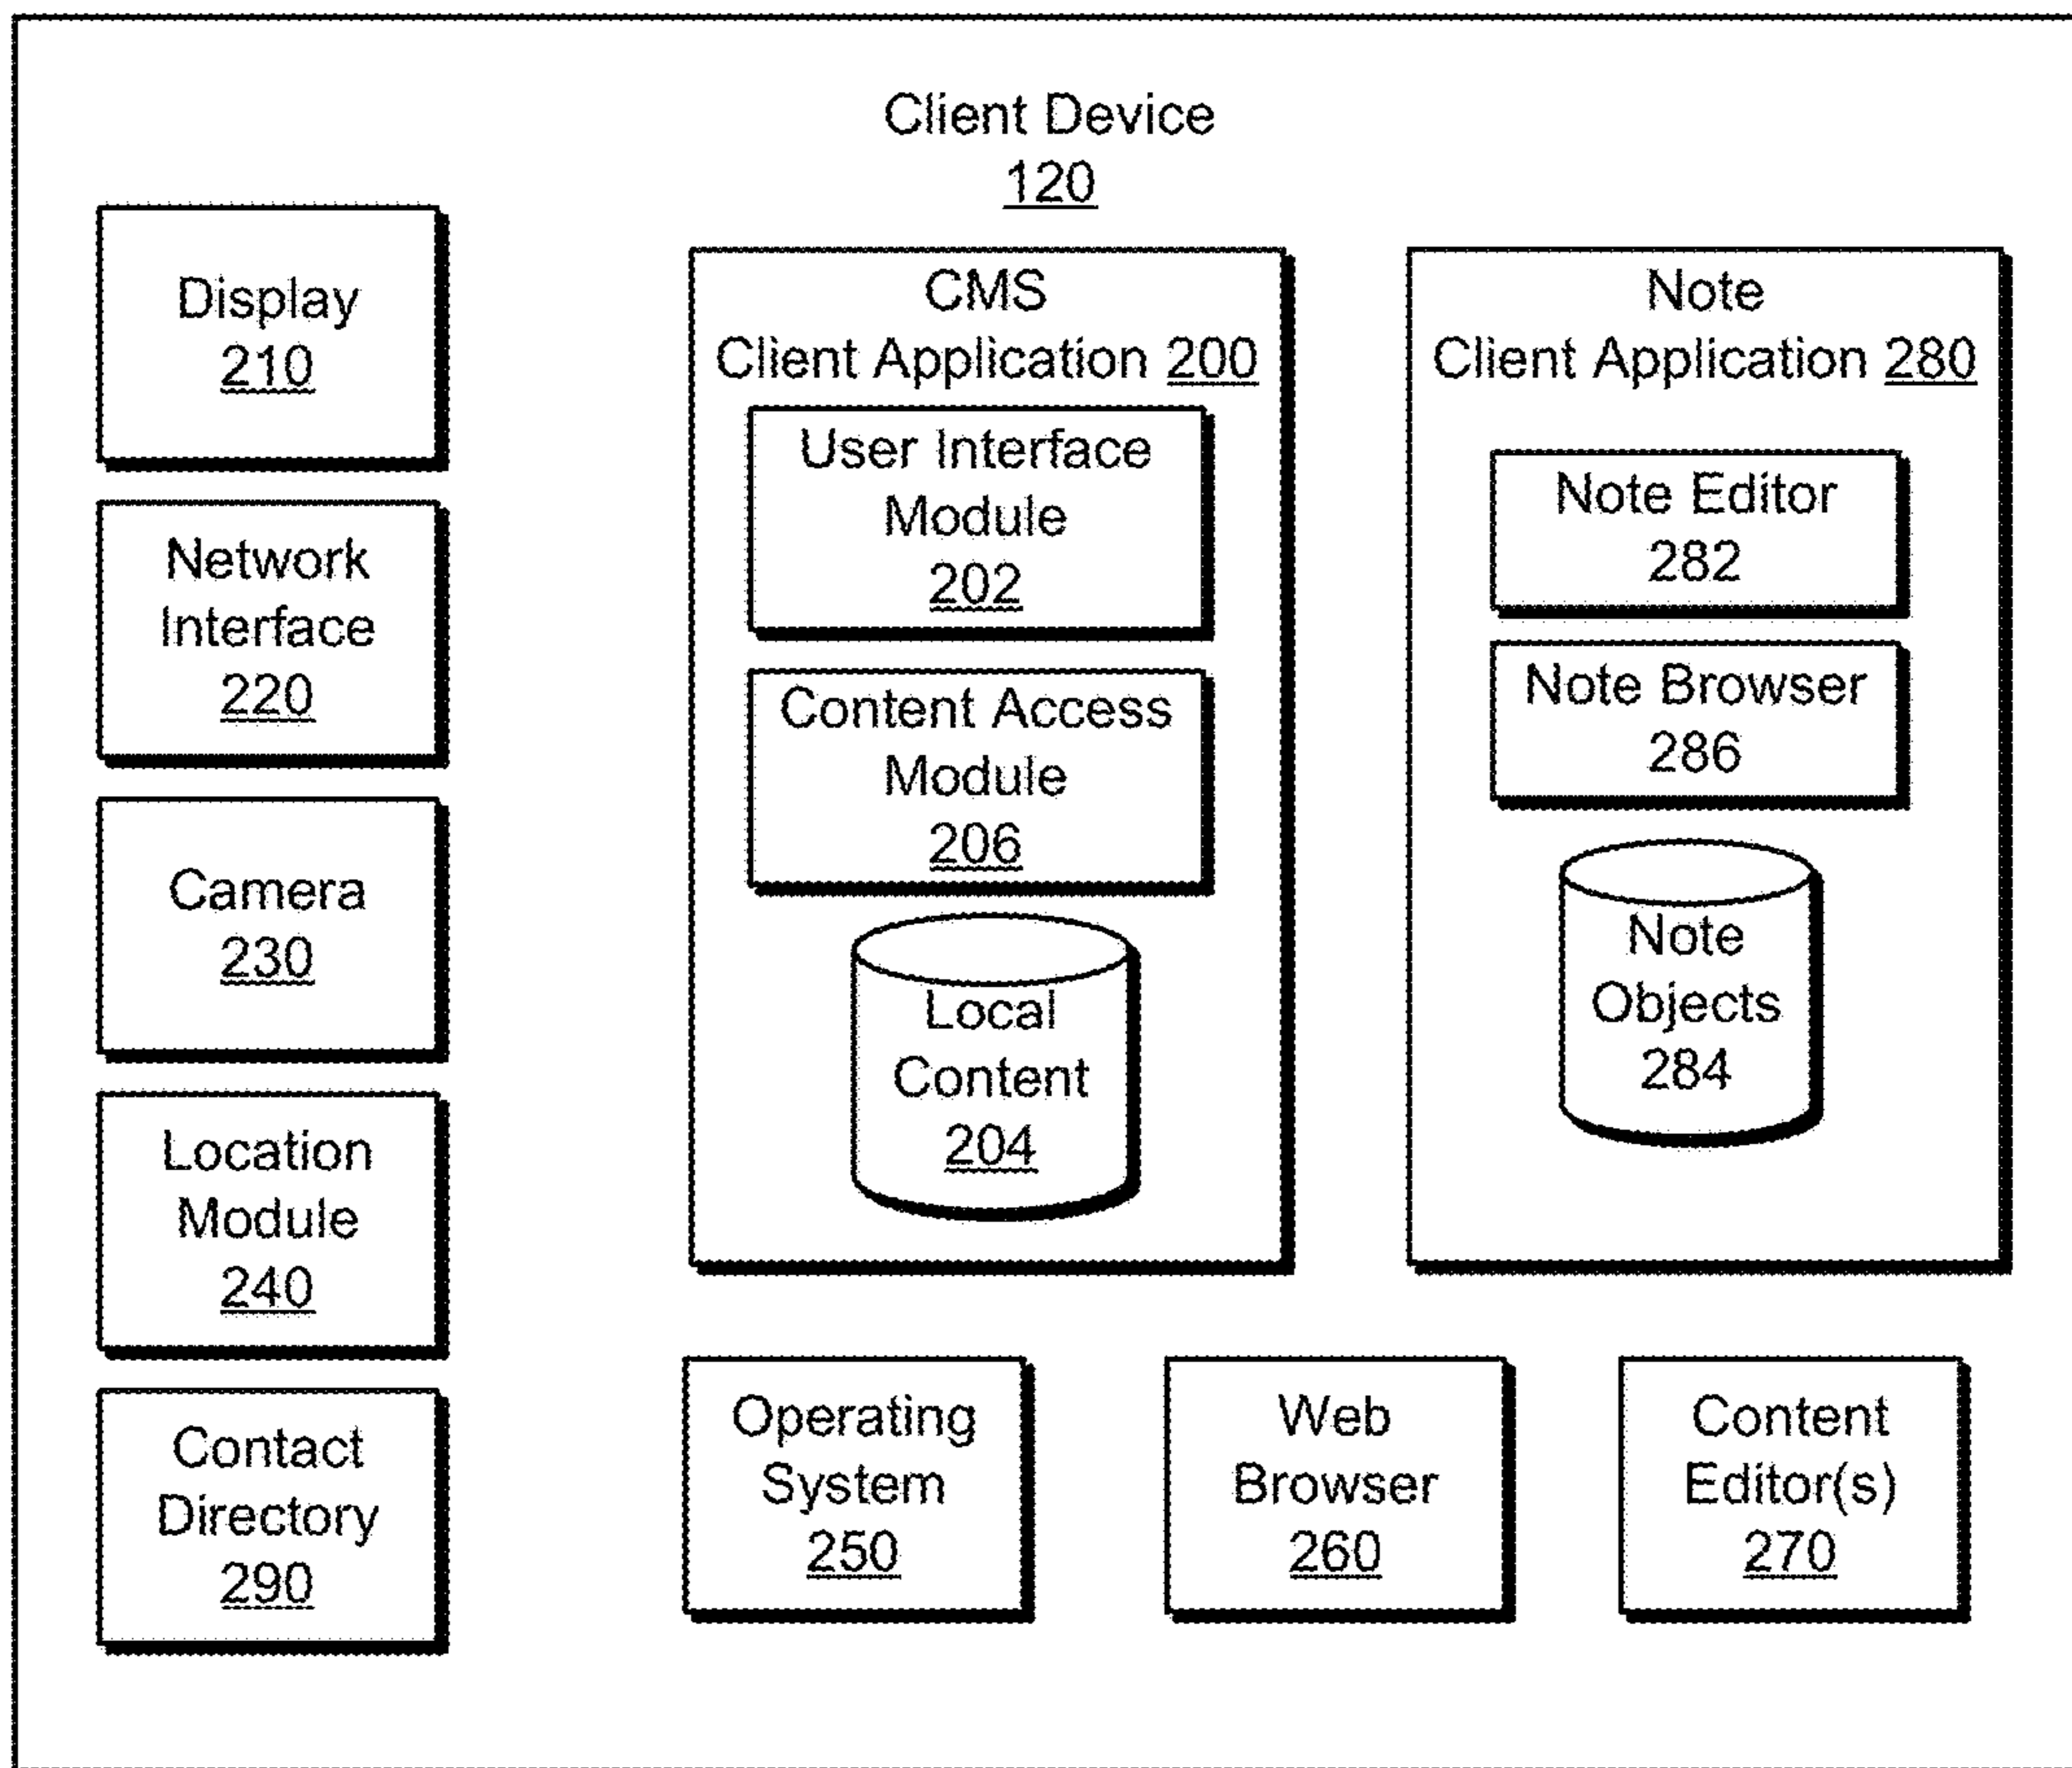 Client Device
120
Display
210
Network
Interface
220
Camera
230
Location
Module
240
Contact
Directory
290
CMS
Client Application 200
User Interface
Module
202
Content Access
Module
206
Local
Content
204
Note
Client Application 280
Note Editor
282
Note Browser
286
Note
Objects
284
Operating
System
250
Web
Browser
260
Content
Editor(s)
270